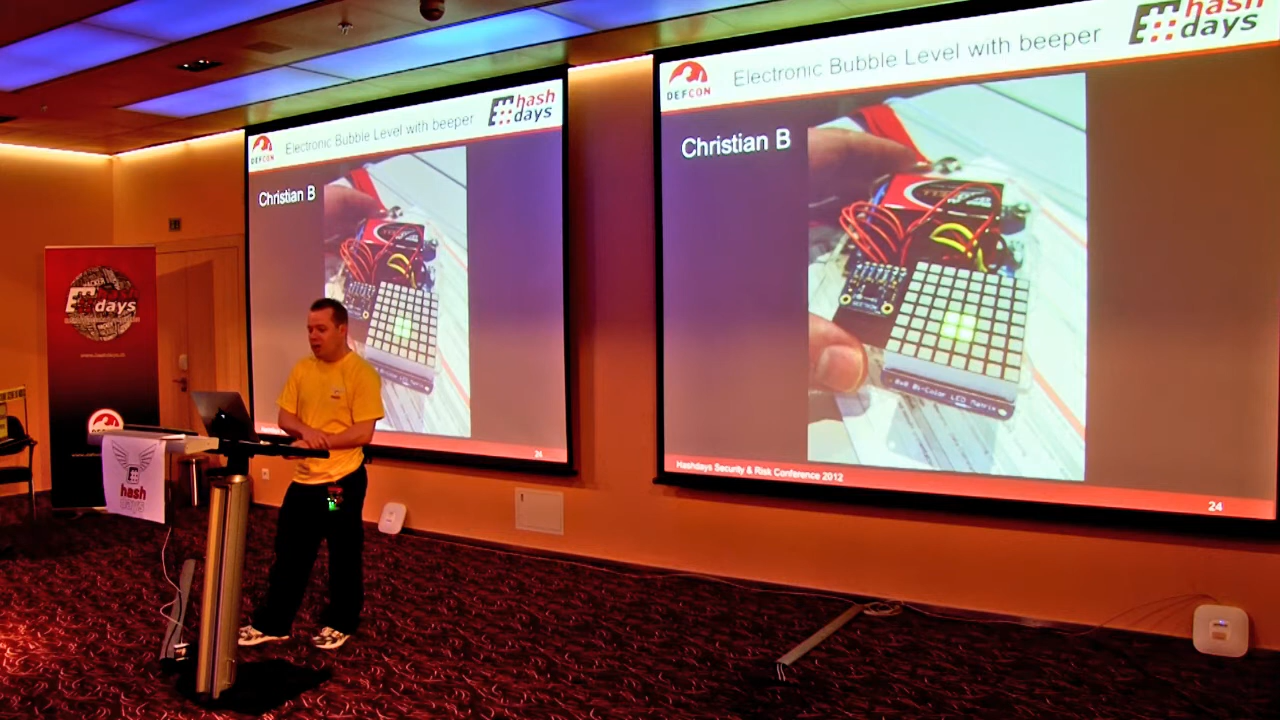 hash
days
DEFCON
Electronic Bubble Level with beeper
hash
days
Christian B
24
DEFCON
Electronic Bubble Level with beeper
hash
days
Christian B
8x8 Bi-Color LED Matrix
Hashdays Security & Risk Conference 2012
24
hash